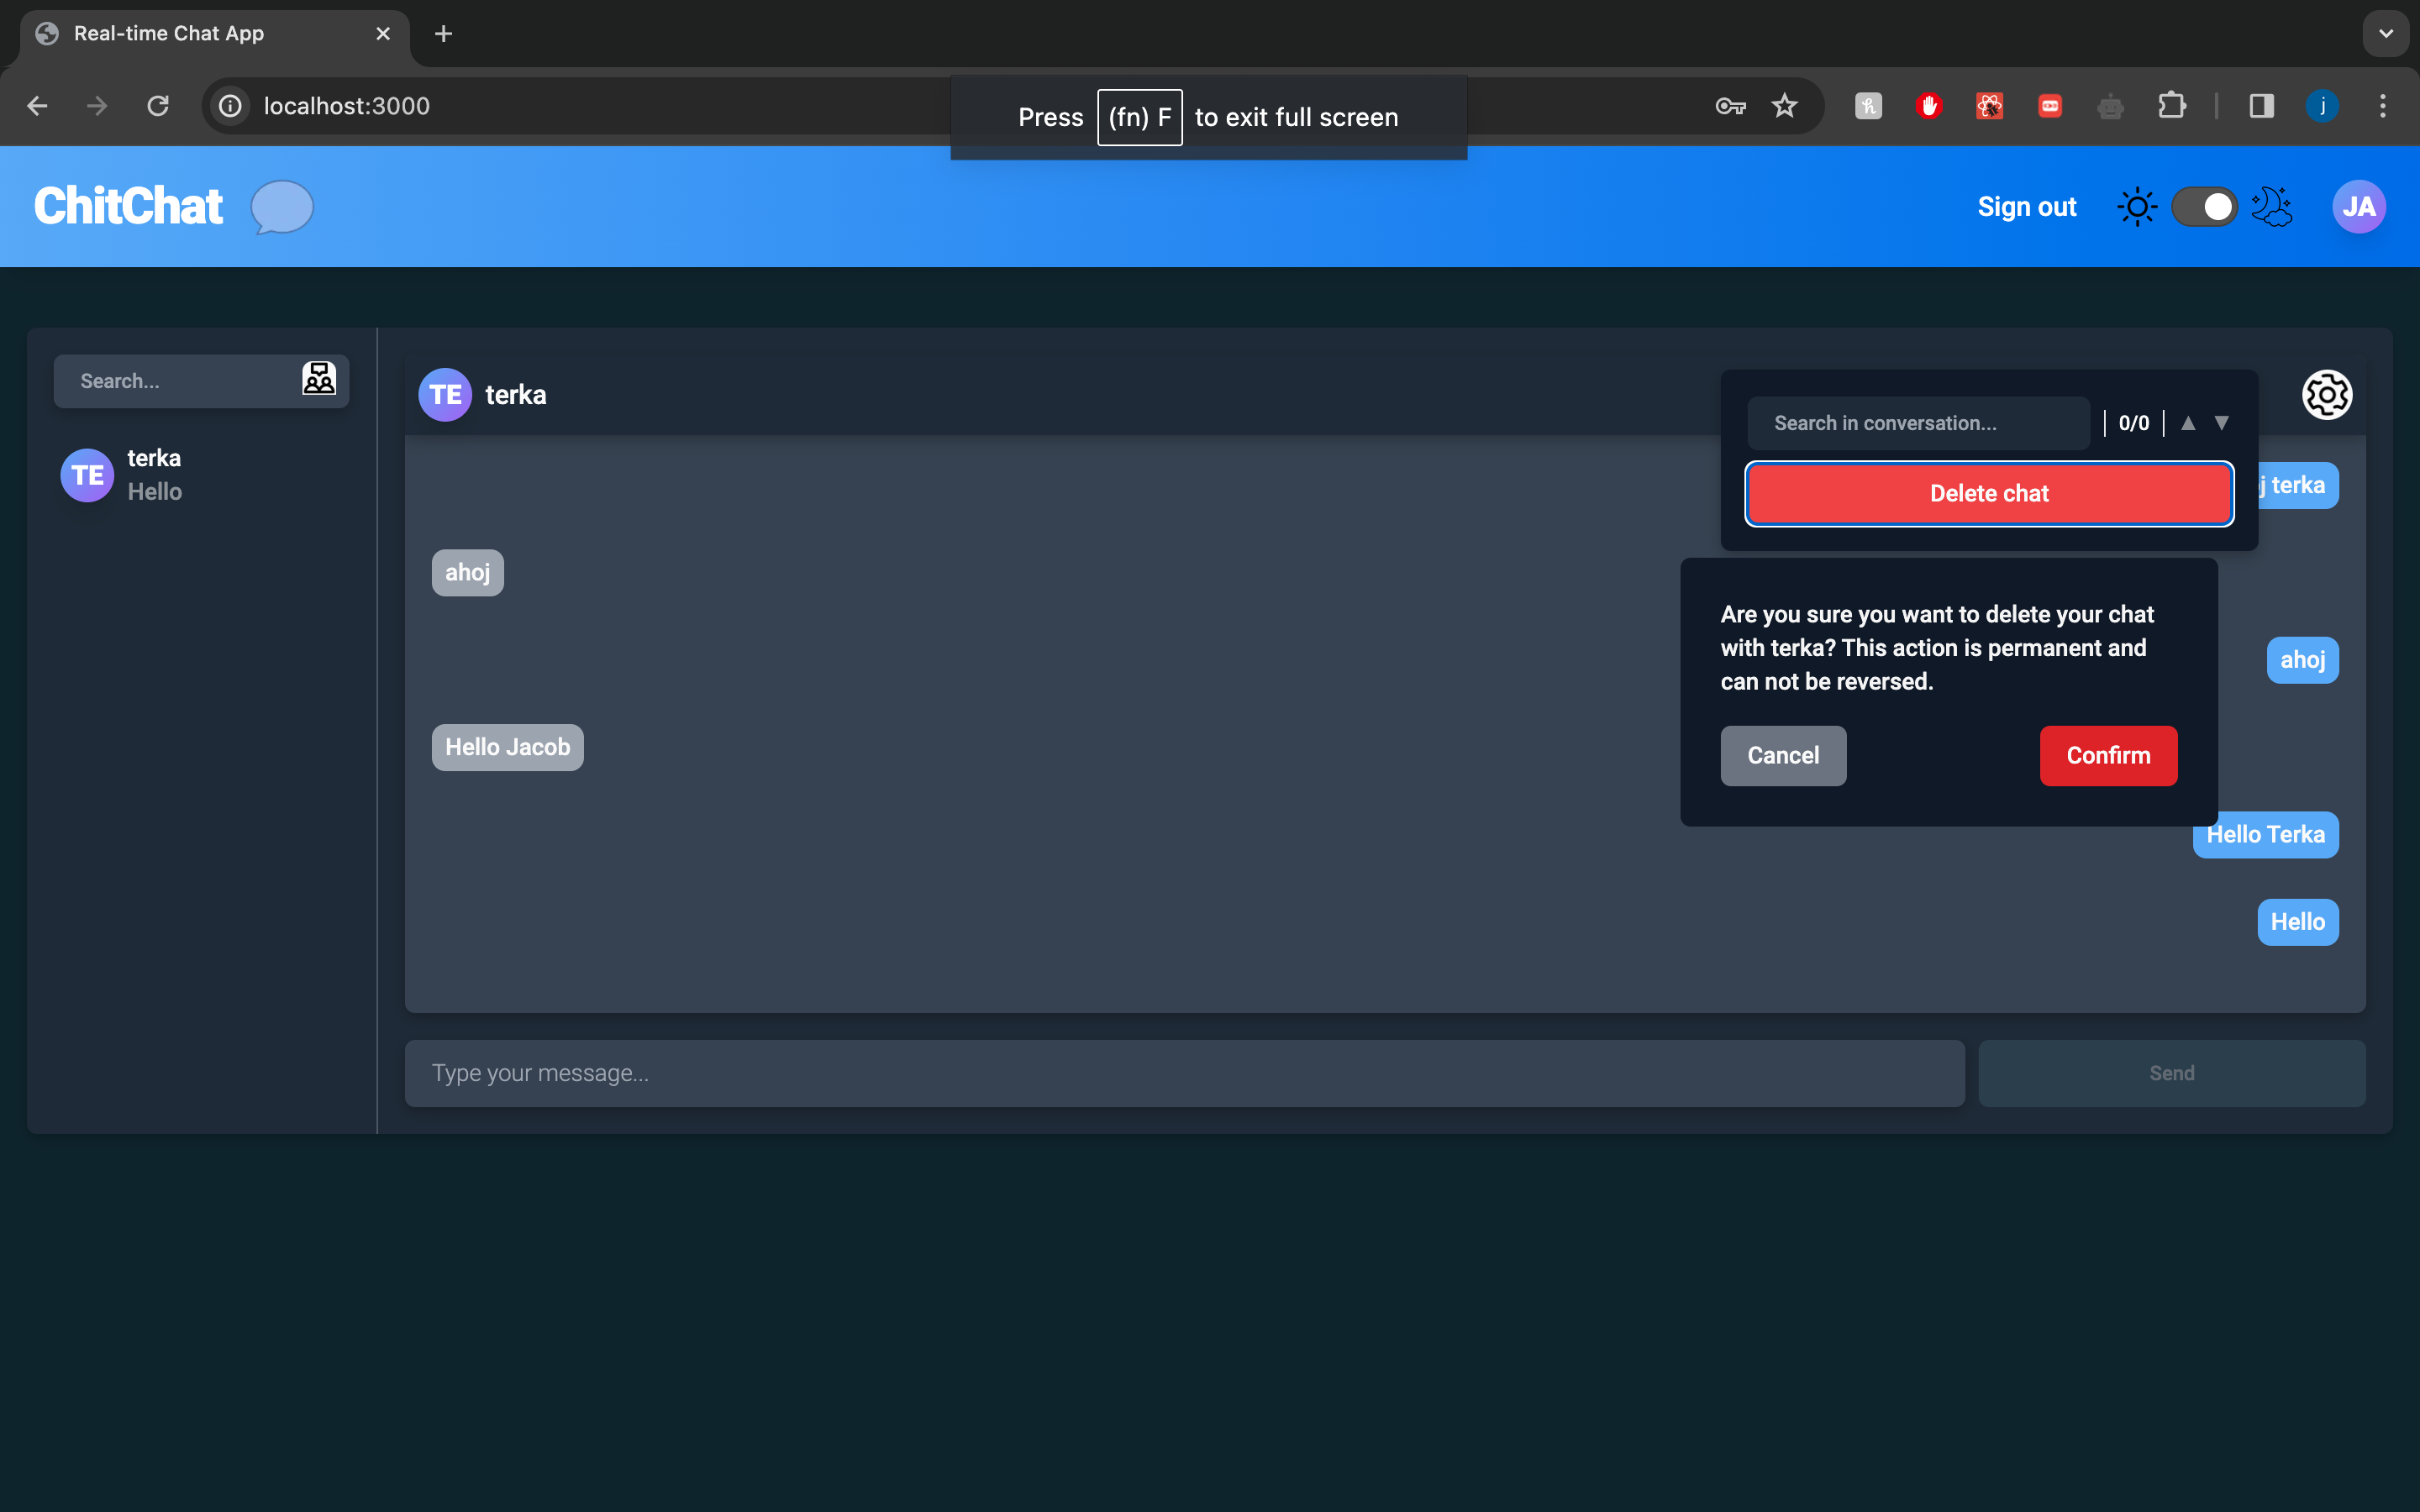 Real-time Chat App
localhost:3000
Press (fn) F to exit full screen
j
ChitChat
Sign out
JA
Search...
TE terka
Hello
TE terka
Search in conversation...
0/0
Delete chat
j terka
ahoj
Are you sure you want to delete your chat
with terka? This action is permanent and
can not be reversed.
ahoj
Hello Jacob
Cancel
Confirm
Hello Terka
Hello
Type your message...
Send